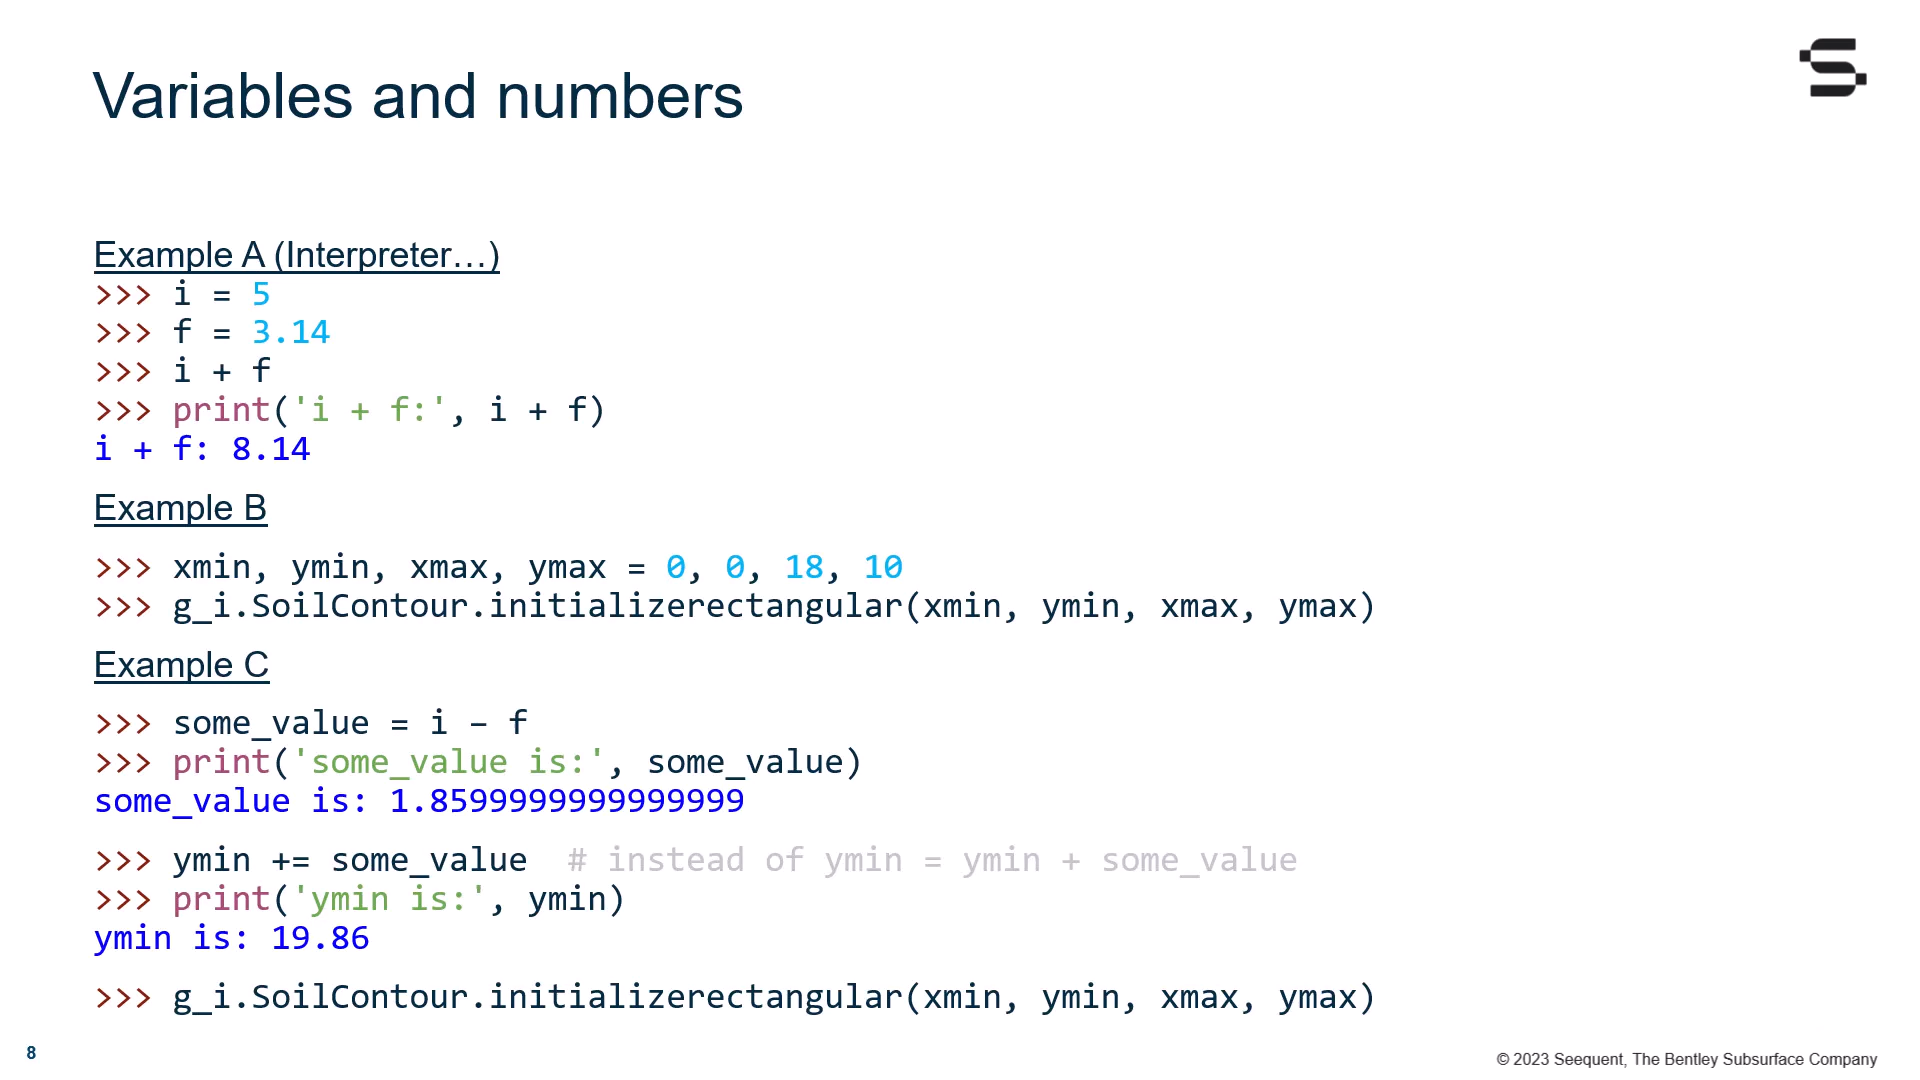 Variables and numbers
Example A (Interpreter…)
>>> i = 5
>>> f = 3.14
>>> i + f
>>> print('i + f:', i + f)
i + f: 8.14
Example B
>>> xmin, ymin, xmax, ymax = 0, 0, 18, 10
>>> g_i.SoilContour.initializerectangular(xmin, ymin, xmax, ymax)
Example C
>>> some_value = i – f
>>> print('some_value is:', some_value)
some_value is: 1.8599999999999999
>>> ymin += some_value  # instead of ymin = ymin + some_value
>>> print('ymin is:', ymin)
ymin is: 19.86
>>> g_i.SoilContour.initializerectangular(xmin, ymin, xmax, ymax)
8
© 2023 Seequent, The Bentley Subsurface Company